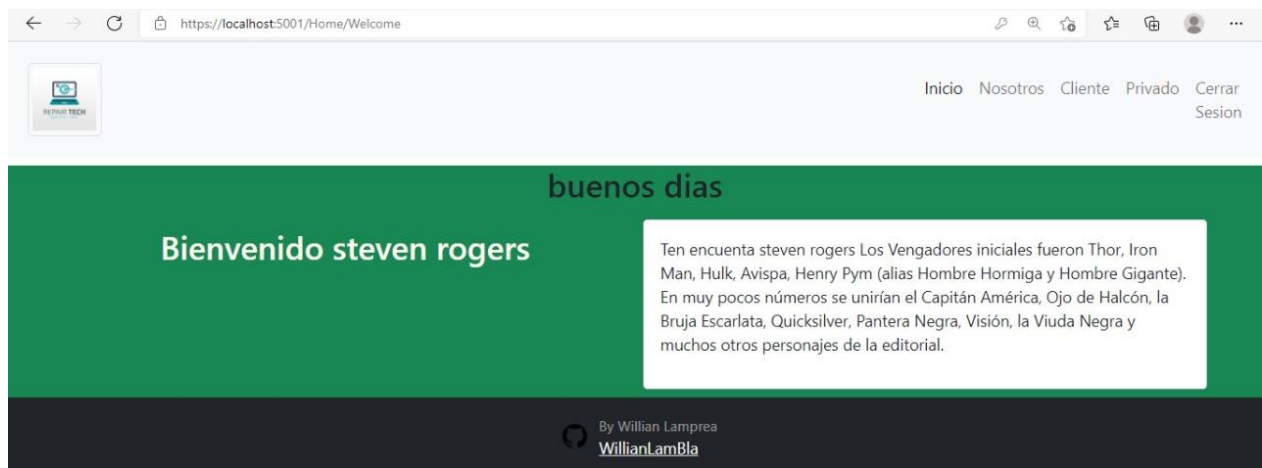 https://localhost:5001/Home/Welcome
REPAIR TECH
Inicio Nosotros Cliente Privado Cerrar Sesion
buenos dias
Bienvenido steven rogers
Ten encuenta steven rogers Los Vengadores iniciales fueron Thor, Iron
Man, Hulk, Avispa, Henry Pym (alias Hombre Hormiga y Hombre Gigante).
En muy pocos números se unirían el Capitán América, Ojo de Halcón, la
Bruja Escarlata, Quicksilver, Pantera Negra, Visión, la Viuda Negra y
muchos otros personajes de la editorial.
By Willian Lamprea
WillianLamBla